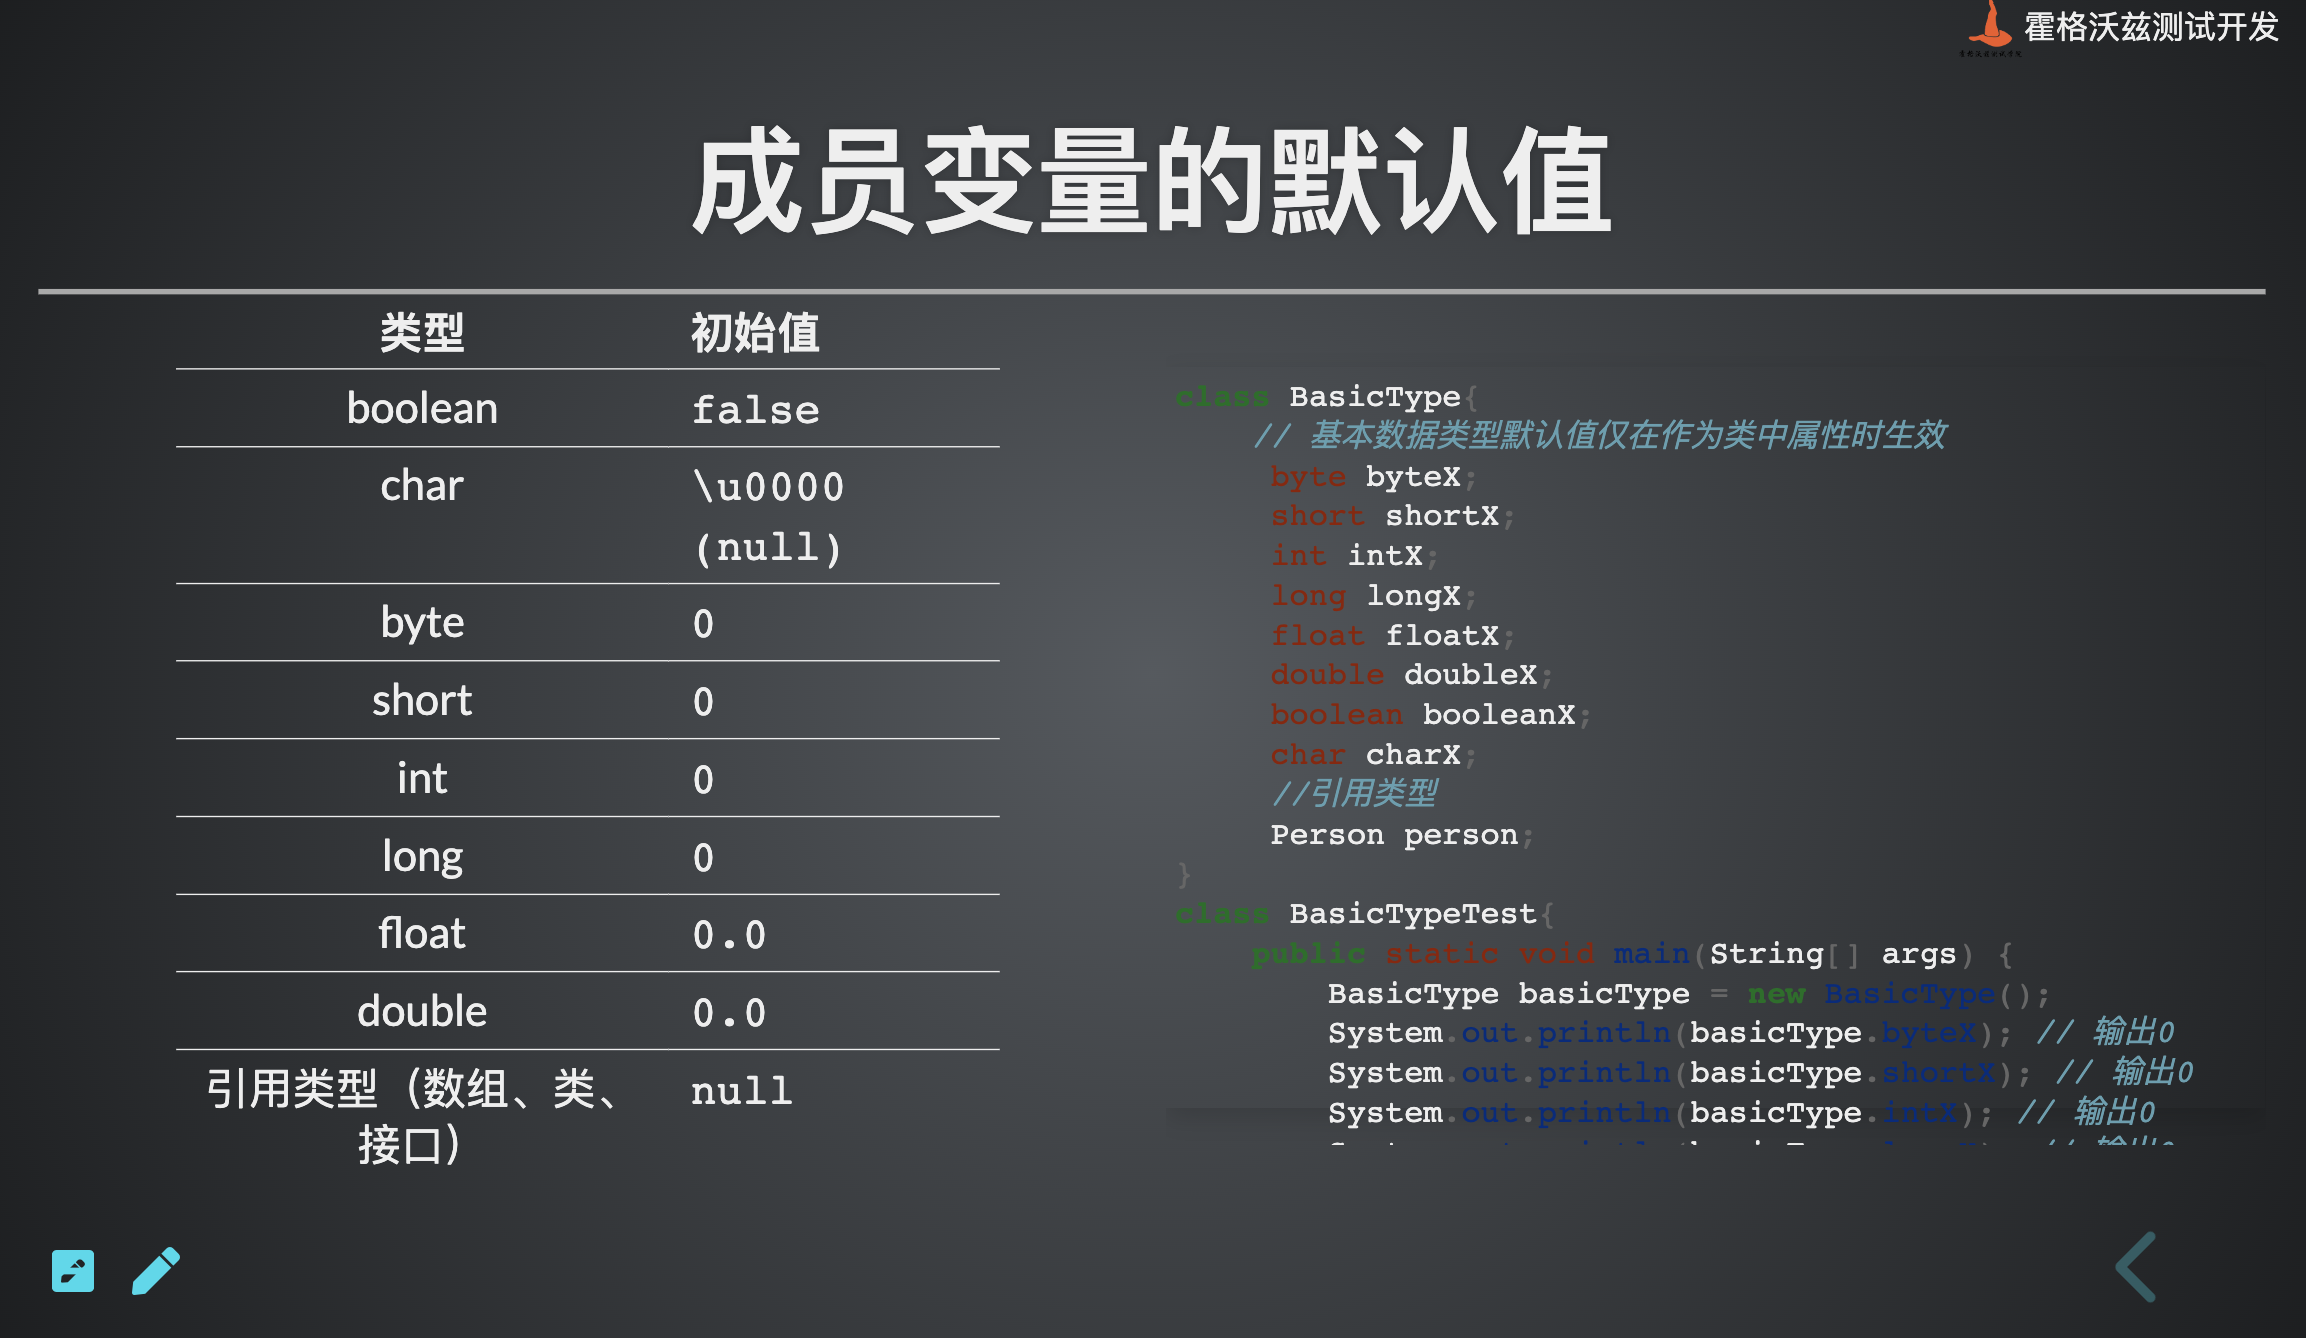 霍格沃兹测试开发
成员变量的默认值
类型 初始值
boolean false
char \u0000
(null)
byte 0
short 0
int 0
long 0
float 0.0
double 0.0
引用类型（数组、类、 null
接口）
class BasicType{
// 基本数据类型默认值仅在作为类中属性时生效
byte byteX;
short shortX;
int intX;
long longX;
float floatX;
double doubleX;
boolean booleanX;
char charX;
//引用类型
Person person;
}
class BasicTypeTest{
public static void main(String[] args) {
BasicType basicType = new BasicType();
System.out.println(basicType.byteX); // 输出0
System.out.println(basicType.shortX); // 输出0
System.out.println(basicType.intX); // 输出0